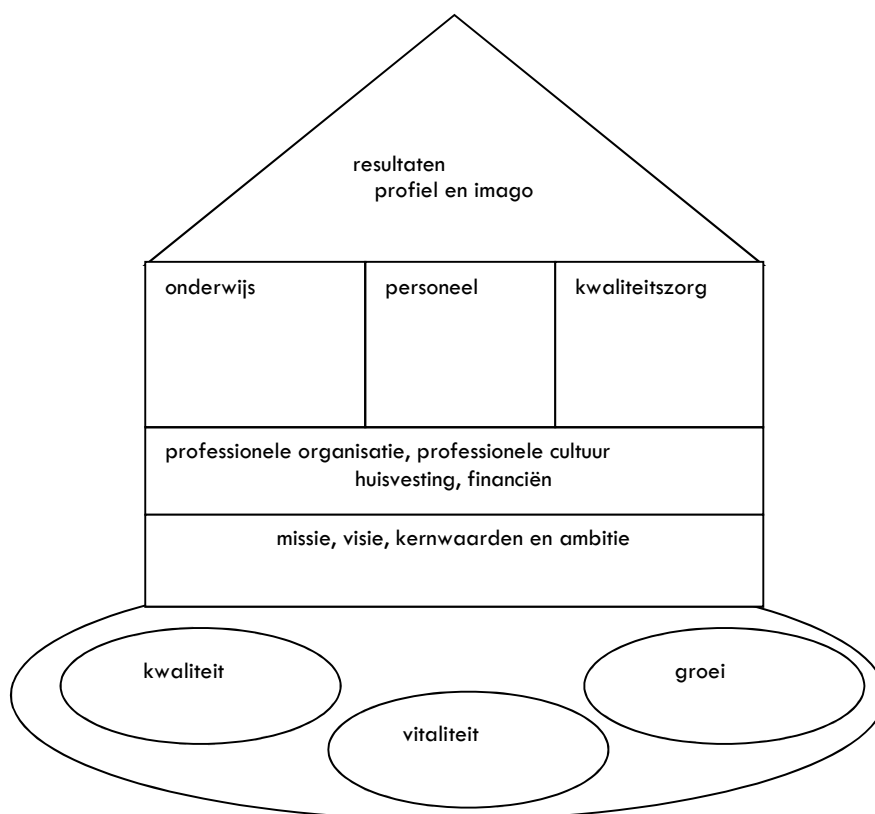 resultaten
profiel en imago
onderwijs
personeel
kwaliteitszorg
professionele organisatie, professionele cultuur
huisvesting, financiën
missie, visie, kernwaarden en ambitie
kwaliteit
groei
vitaliteit